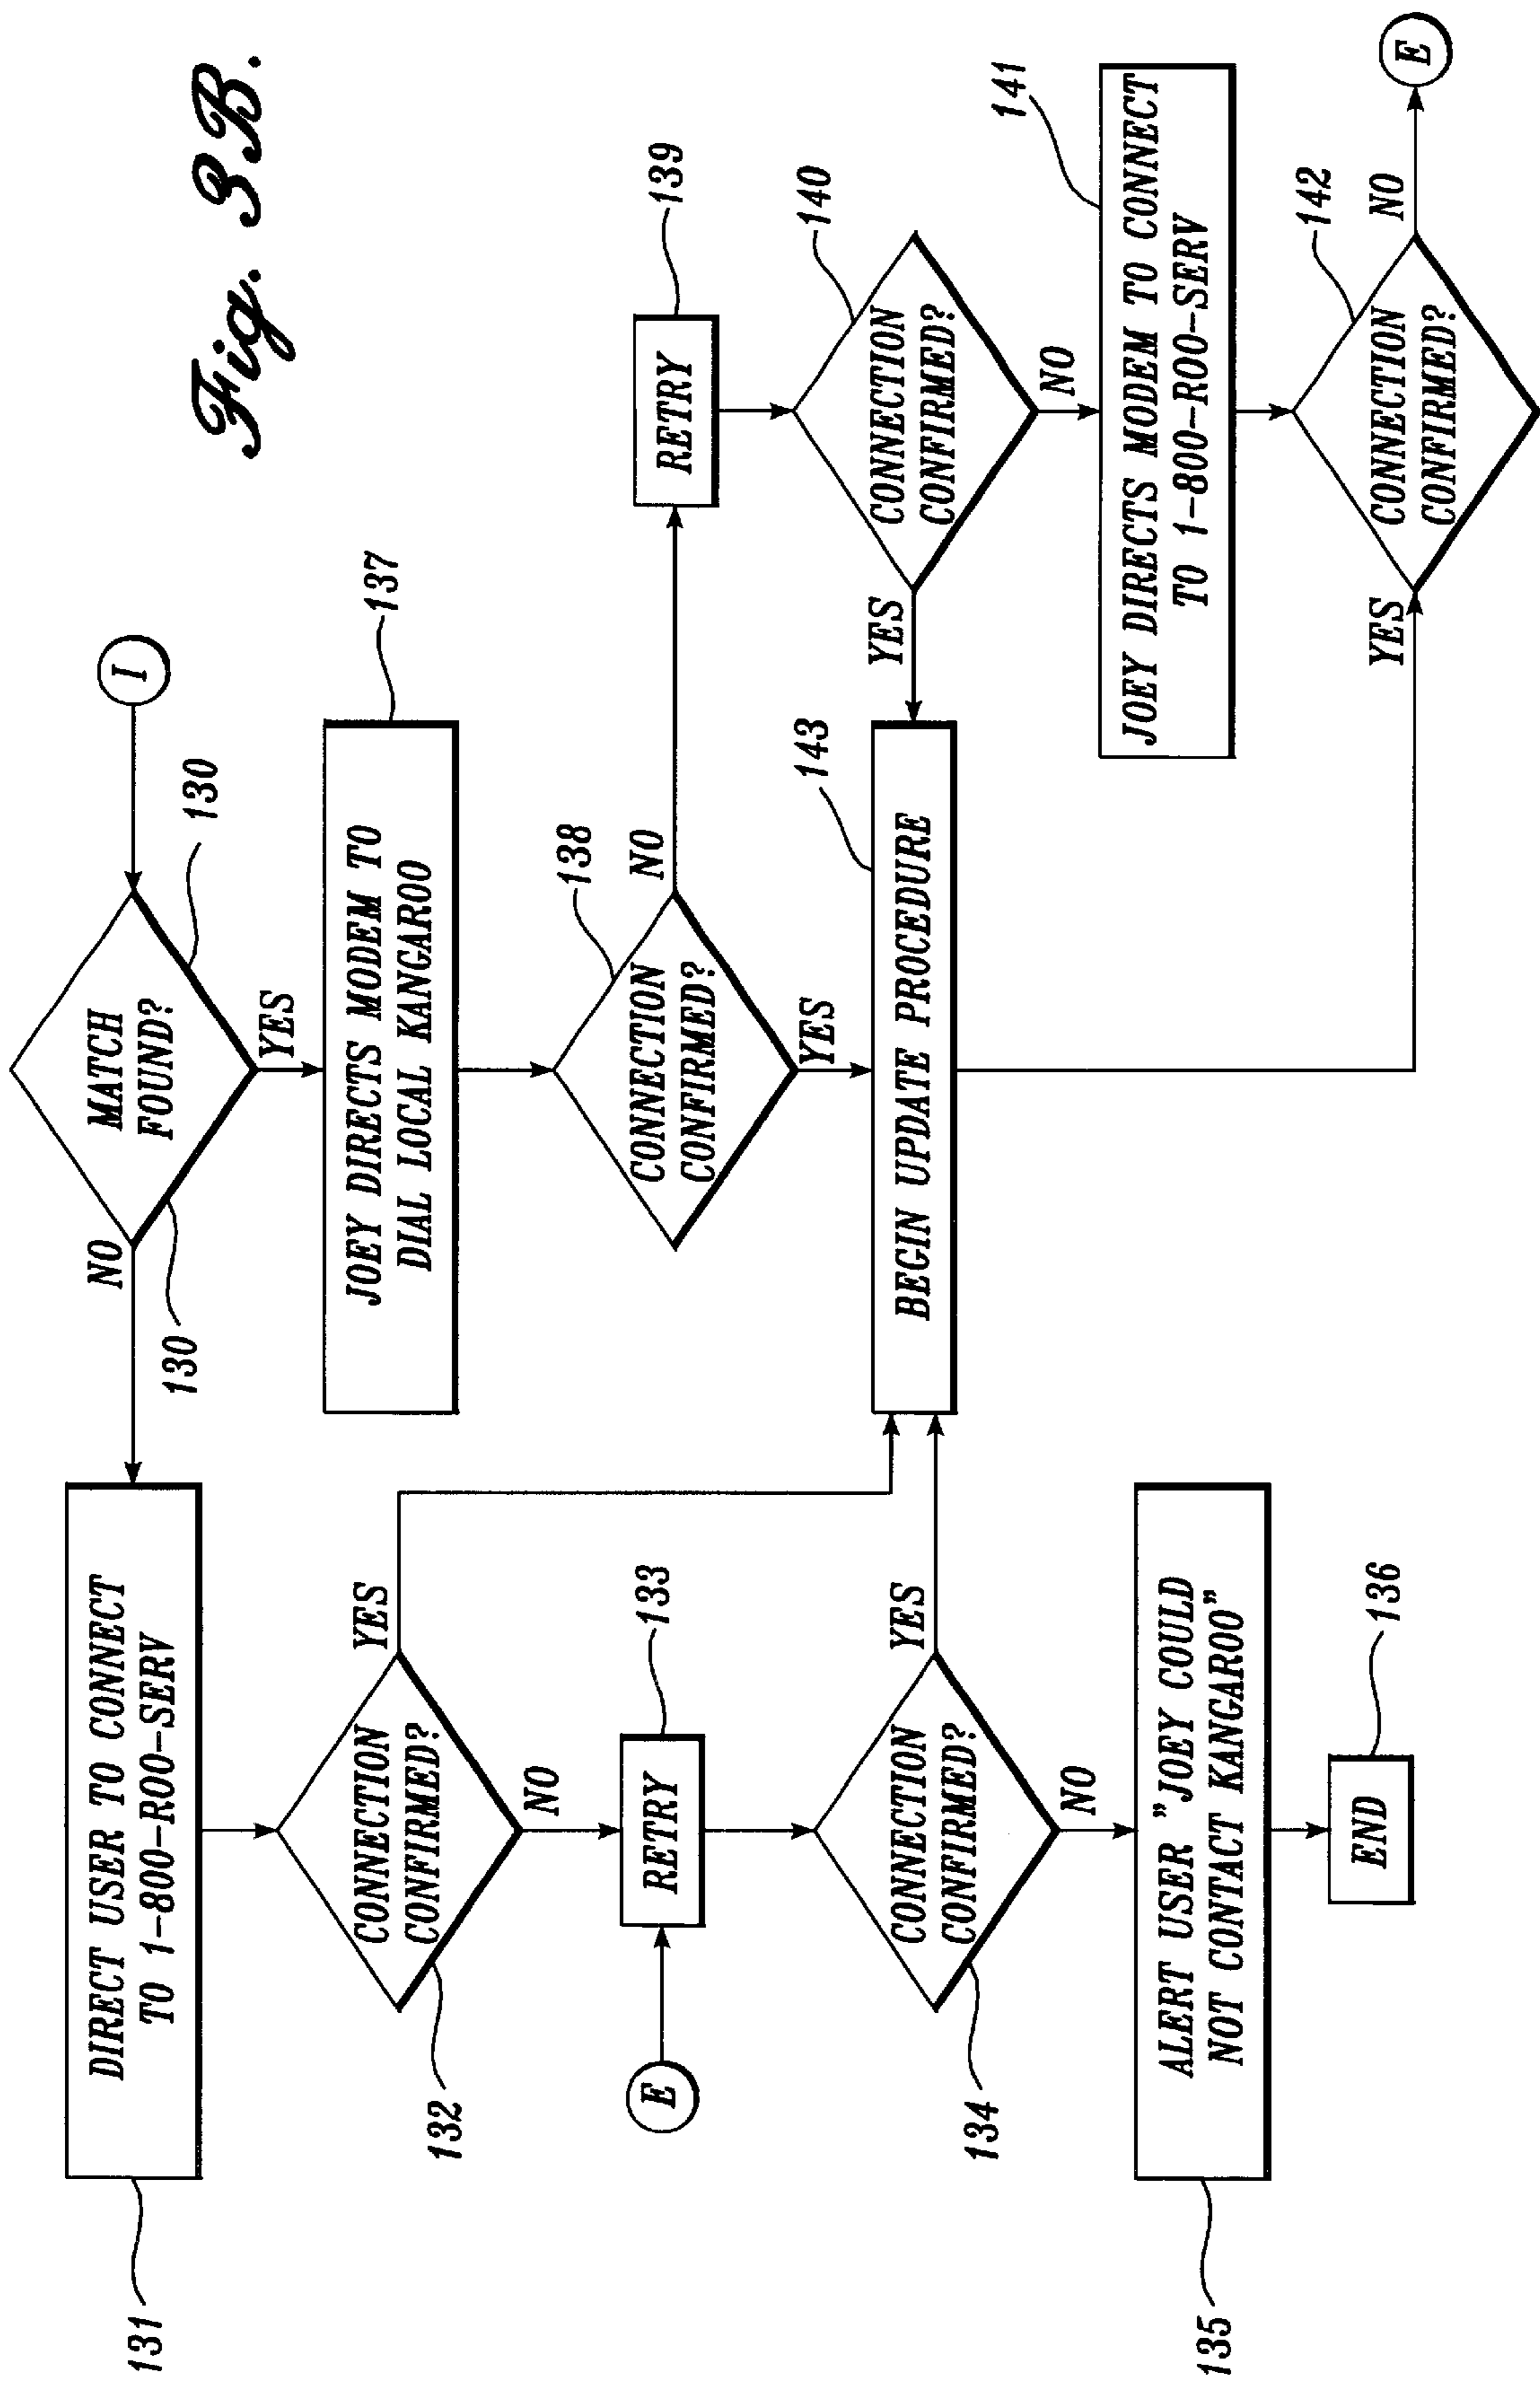 Fig. 3B.
I
MATCH
FOUND?
130
130
NO
YES
DIRECT USER TO CONNECT
TO 1-800-ROO-SERV
131
JOEY DIRECTS MODEM TO
DIAL LOCAL KANGAROO
137
CONNECTION
CONFIRMED?
132
YES
NO
RETRY
133
E
CONNECTION
CONFIRMED?
134
YES
NO
ALERT USER "JOEY COULD
NOT CONTACT KANGAROO"
135
END
136
CONNECTION
CONFIRMED?
138
NO
YES
BEGIN UPDATE PROCEDURE
143
RETRY
139
CONNECTION
CONFIRMED?
140
YES
NO
JOEY DIRECTS MODEM TO CONNECT
TO 1-800-ROO-SERV
141
CONNECTION
CONFIRMED?
142
YES
NO
E